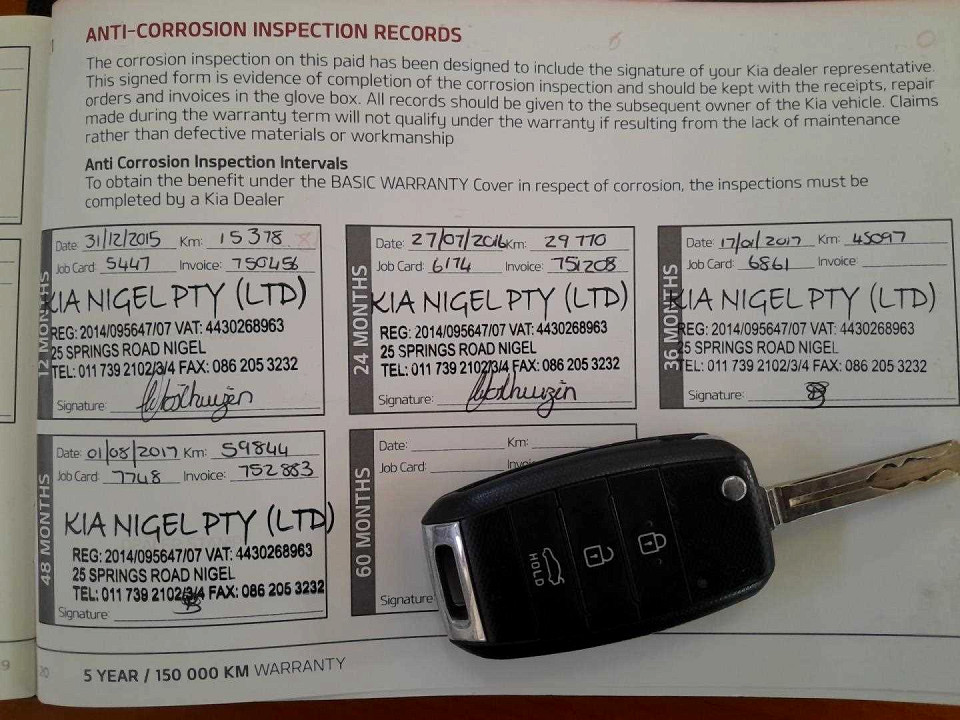 ANTI-CORROSION INSPECTION RECORDS
The corrosion inspection on this paid has been designed to include the signature of your Kia dealer representative.
This signed form is evidence of completion of the corrosion inspection and should be kept with the receipts, repair
orders and invoices in the glove box. All records should be given to the subsequent owner of the Kia vehicle. Claims
made during the warranty term will not qualify under the warranty if resulting from the lack of maintenance
rather than defective materials or workmanship
Anti Corrosion Inspection Intervals
To obtain the benefit under the BASIC WARRANTY Cover in respect of corrosion, the inspections must be
completed by a Kia Dealer
12 MONTHS
Date: 31/12/2015 Km: 15378
Job Card: 5447 Invoice: 750456
KIA NIGEL PTY (LTD)
REG: 2014/095647/07 VAT: 4430268963
25 SPRINGS ROAD NIGEL
TEL: 011 739 2102/3/4 FAX: 086 205 3232
Signature:
24 MONTHS
Date: 27/07/2016 Km: 29770
Job Card: 6174 Invoice: 751208
KIA NIGEL PTY (LTD)
REG: 2014/095647/07 VAT: 4430268963
25 SPRINGS ROAD NIGEL
TEL: 011 739 2102/3/4 FAX: 086 205 3232
Signature:
36 MONTHS
Date: 17/01/2017 Km: 45097
Job Card: 6861 Invoice:
KIA NIGEL PTY (LTD)
REG: 2014/095647/07 VAT: 4430268963
25 SPRINGS ROAD NIGEL
TEL: 011 739 2102/3/4 FAX: 086 205 3232
Signature:
48 MONTHS
Date: 01/08/2017 Km: 59844
Job Card: 7748 Invoice: 752883
KIA NIGEL PTY (LTD)
REG: 2014/095647/07 VAT: 4430268963
25 SPRINGS ROAD NIGEL
TEL: 011 739 2102/3/4 FAX: 086 205 3232
Signature:
60 MONTHS
Date: Km:
Job Card:
Signature
HOLD
20 5 YEAR / 150 000 KM WARRANTY